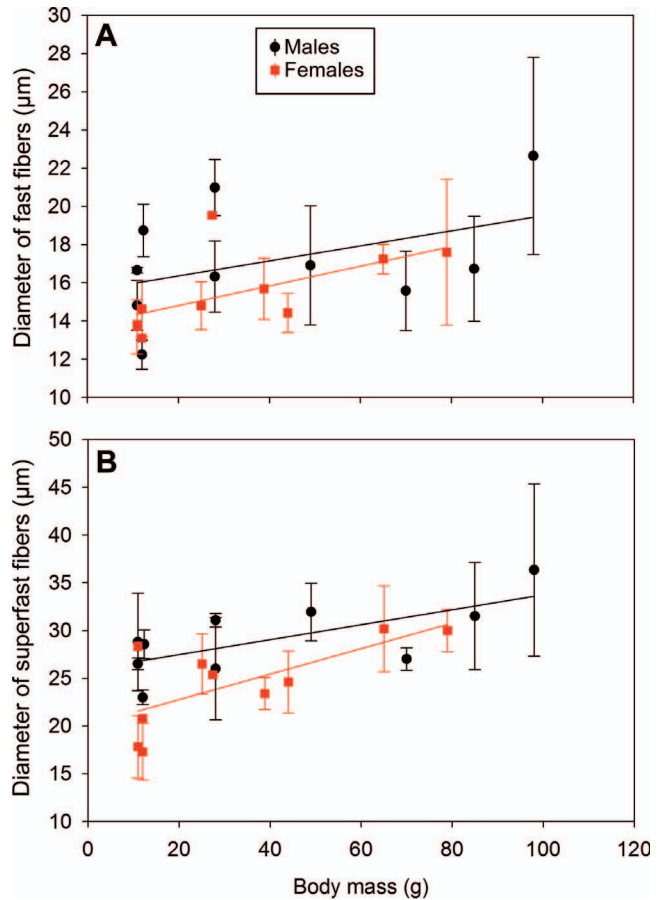 A
Males
Females
Diameter of fast fibers (µm)
30
28
26
24
22
20
18
16
14
12
10
B
Diameter of superfast fibers (µm)
50
45
40
35
30
25
20
15
10
0 20 40 60 80 100 120
Body mass (g)